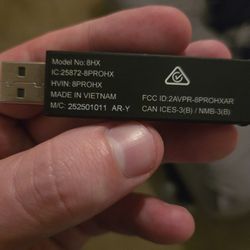 Model No: 8HX
IC:25872-8PROHX
HVIN: 8PROHX
MADE IN VIETNAM
M/C: 252501011 AR-Y
FCC ID:2AVPR-8PROHXAR
CAN ICES-3(B) / NMB-3(B)